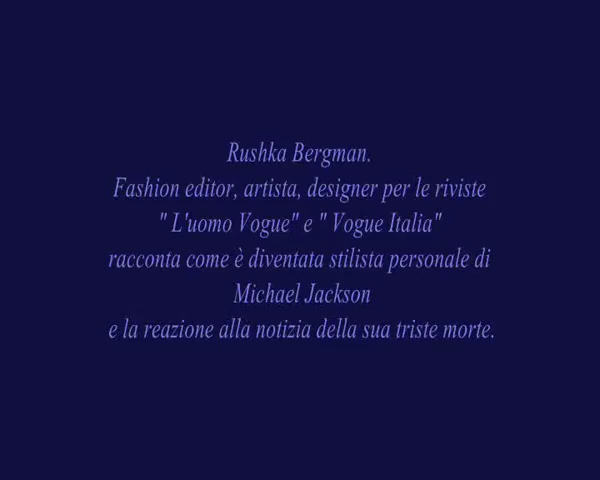 Rushka Bergman.
Fashion editor, artista, designer per le riviste
" L'uomo Vogue" e " Vogue Italia"
racconta come è diventata stilista personale di
Michael Jackson
e la reazione alla notizia della sua triste morte.